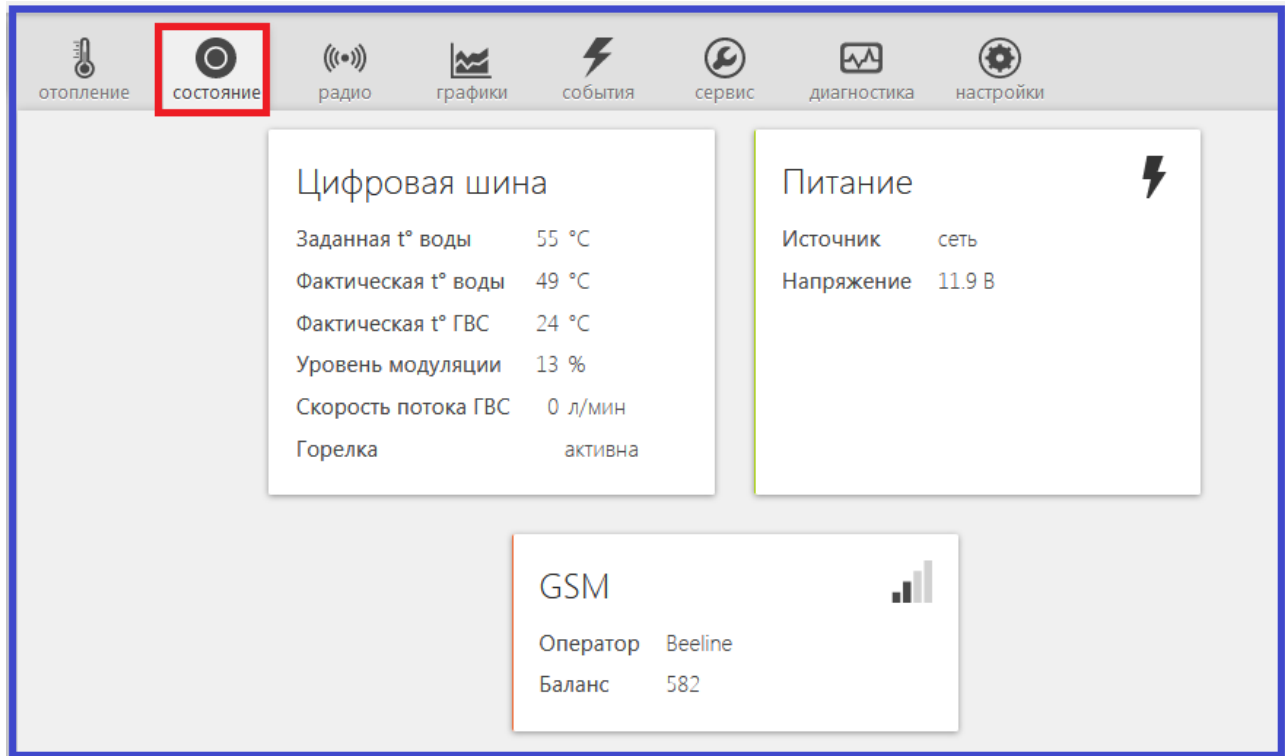 отопление состояние радио графики события сервис диагностика настройки
Цифровая шина
Заданная t° воды 55 °C
Фактическая t° воды 49 °C
Фактическая t° ГВС 24 °C
Уровень модуляции 13 %
Скорость потока ГВС 0 л/мин
Горелка активна
Питание
Источник сеть
Напряжение 11.9 В
GSM
Оператор Beeline
Баланс 582